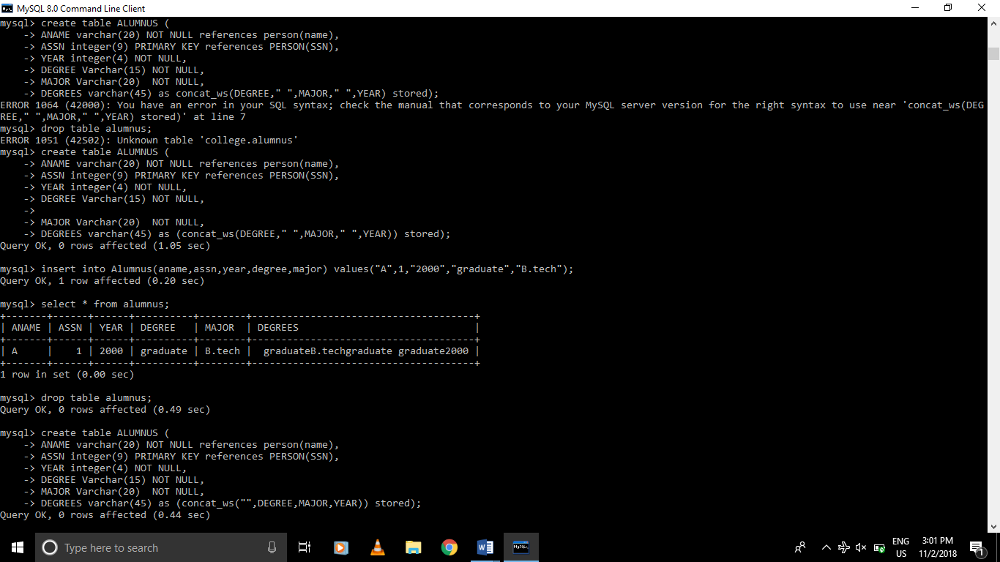 MySQL 8.0 Command Line Client
mysql> create table ALUMNUS (
    -> ANAME varchar(20) NOT NULL references person(name),
    -> ASSN integer(9) PRIMARY KEY references PERSON(SSN),
    -> YEAR integer(4) NOT NULL,
    -> DEGREE Varchar(15) NOT NULL,
    -> MAJOR Varchar(20)  NOT NULL,
    -> DEGREES varchar(45) as concat_ws(DEGREE," ",MAJOR," ",YEAR) stored);
ERROR 1064 (42000): You have an error in your SQL syntax; check the manual that corresponds to your MySQL server version for the right syntax to use near 'concat_ws(DEG
REE," ",MAJOR," ",YEAR) stored)' at line 7
mysql> drop table alumnus;
ERROR 1051 (42S02): Unknown table 'college.alumnus'
mysql> create table ALUMNUS (
    -> ANAME varchar(20) NOT NULL references person(name),
    -> ASSN integer(9) PRIMARY KEY references PERSON(SSN),
    -> YEAR integer(4) NOT NULL,
    -> DEGREE Varchar(15) NOT NULL,
    ->
    -> MAJOR Varchar(20)  NOT NULL,
    -> DEGREES varchar(45) as (concat_ws(DEGREE," ",MAJOR," ",YEAR)) stored);
Query OK, 0 rows affected (1.05 sec)

mysql> insert into Alumnus(aname,assn,year,degree,major) values("A",1,"2000","graduate","B.tech");
Query OK, 1 row affected (0.20 sec)

mysql> select * from alumnus;
+-------+------+------+----------+--------+--------------------------------------+
| ANAME | ASSN | YEAR | DEGREE   | MAJOR  | DEGREES                              |
+-------+------+------+----------+--------+--------------------------------------+
| A     |    1 | 2000 | graduate | B.tech |  graduateB.techgraduate graduate2000 |
+-------+------+------+----------+--------+--------------------------------------+
1 row in set (0.00 sec)

mysql> drop table alumnus;
Query OK, 0 rows affected (0.49 sec)

mysql> create table ALUMNUS (
    -> ANAME varchar(20) NOT NULL references person(name),
    -> ASSN integer(9) PRIMARY KEY references PERSON(SSN),
    -> YEAR integer(4) NOT NULL,
    -> DEGREE Varchar(15) NOT NULL,
    -> MAJOR Varchar(20)  NOT NULL,
    -> DEGREES varchar(45) as (concat_ws("",DEGREE,MAJOR,YEAR)) stored);
Query OK, 0 rows affected (0.44 sec)
Type here to search
ENG
US
3:01 PM
11/2/2018
1